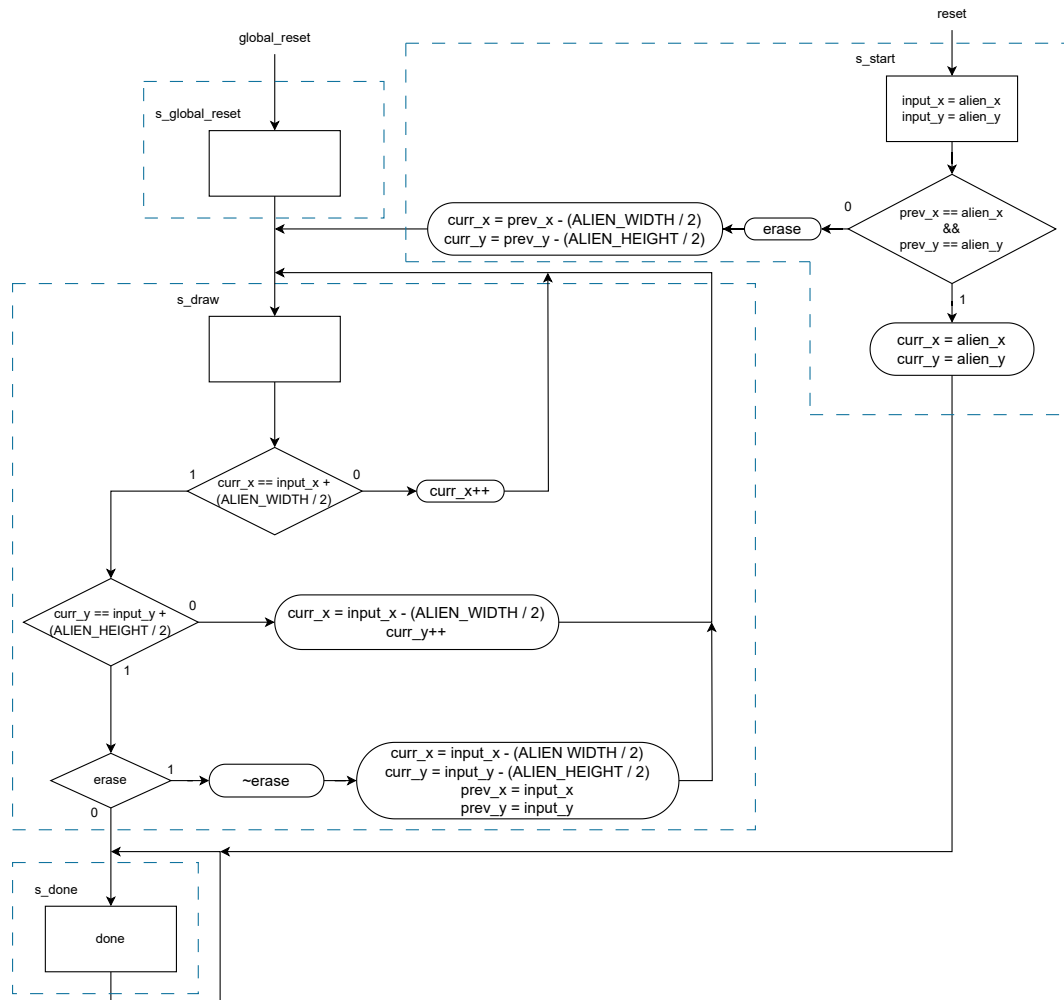 reset
global_reset
s_start
input_x = alien_x
input_y = alien_y
s_global_reset
prev_x == alien_x
&&
prev_y == alien_y
0
1
erase
curr_x = prev_x - (ALIEN_WIDTH / 2)
curr_y = prev_y - (ALIEN_HEIGHT / 2)
curr_x = alien_x
curr_y = alien_y
s_draw
curr_x == input_x +
(ALIEN_WIDTH / 2)
1
0
curr_x++
curr_y == input_y +
(ALIEN_HEIGHT / 2)
0
1
curr_x = input_x - (ALIEN_WIDTH / 2)
curr_y++
erase
1
0
~erase
curr_x = input_x - (ALIEN WIDTH / 2)
curr_y = input_y - (ALIEN_HEIGHT / 2)
prev_x = input_x
prev_y = input_y
s_done
done